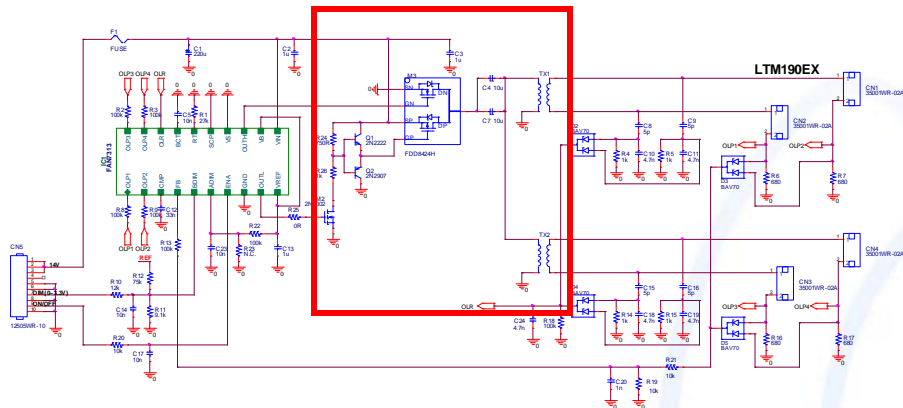 F1
FUSE
C1
220u
C2
1u
C3
1u
LTM190EX
CN1
35001WR-02A
CN2
35001WR-02A
OLP3
OLP4
OLR
R2
100k
R3
100k
C5
10n
R1
27k
OLP3
OLP4
OLR
SCT
RT
SCP
VS
OUTH
VB
VIN
FAN7313
OLP1
OLP2
CMP
FB
BDIM
ADIM
ENA
GND
OUTL
VREF
M3
SN
DN
GN
SP
DP
GP
FDD8424H
C4 10u
C7 10u
TX1
R24
750R
R26
1k
Q1
2N2222
Q2
2N2907
M2
BAV70
C8
5p
C9
5p
R4
1k
C10
4.7n
R5
1k
C11
4.7n
OLP1
OLP2
D3
BAV70
R6
680
R7
680
R8
100k
R9
100k
C12
33n
R13
100k
OLP1
OLP2
REF
R12
75k
R10
12k
R11
9.1k
C14
10n
C23
10n
R22
100k
R23
N.C.
C13
1u
R25
0R
CN5
14V
DIM(0~3.3V)
ON/OFF
12505WR-10
R20
10k
C17
10n
TX2
OLR
C24
4.7n
R18
100k
BAV70
C15
5p
C16
5p
R14
1k
C18
4.7n
R15
1k
C19
4.7n
CN4
35001WR-02A
CN3
35001WR-02A
OLP3
OLP4
D5
BAV70
R16
680
R17
680
R21
10k
C20
1n
R19
10k